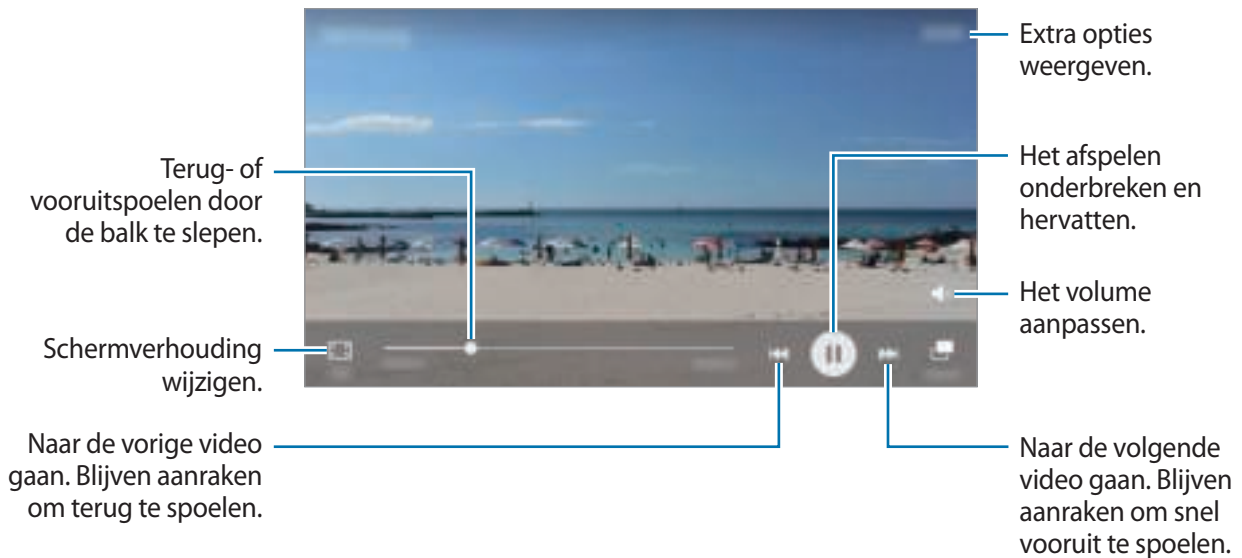 Extra opties
weergeven.
Terug- of
vooruitspoelen door
de balk te slepen.
Het afspelen
onderbreken en
hervatten.
Het volume
aanpassen.
Schermverhouding
wijzigen.
Naar de vorige video
gaan. Blijven aanraken
om terug te spoelen.
Naar de volgende
video gaan. Blijven
aanraken om snel
vooruit te spoelen.